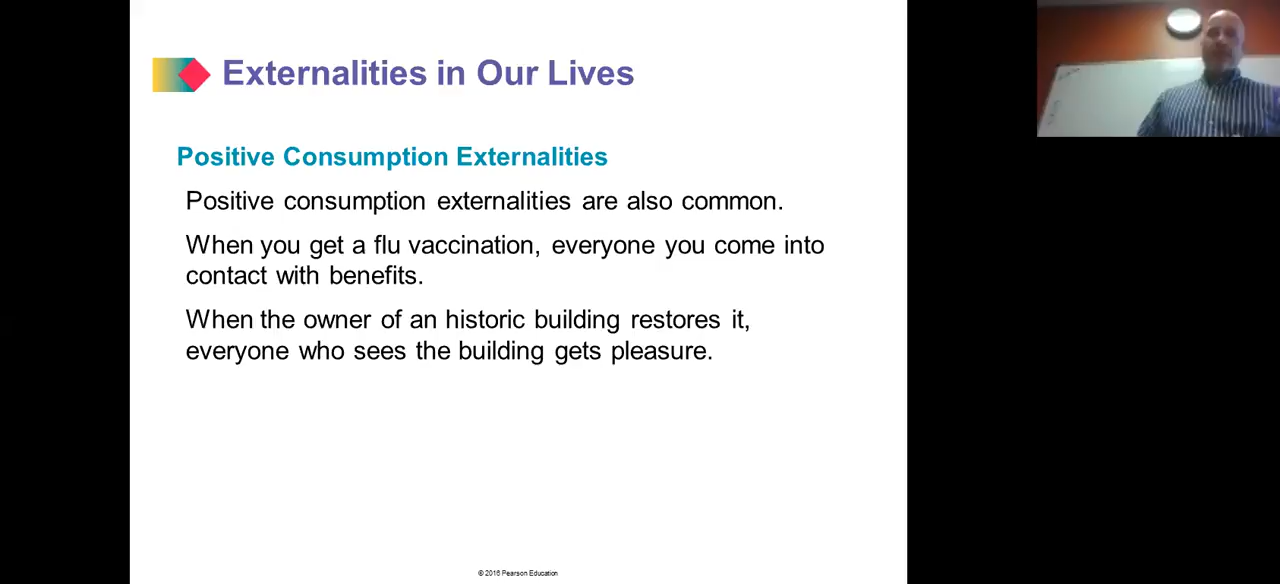 Externalities in Our Lives
Positive Consumption Externalities
Positive consumption externalities are also common.
When you get a flu vaccination, everyone you come into
contact with benefits.
When the owner of an historic building restores it,
everyone who sees the building gets pleasure.
© 2016 Pearson Education